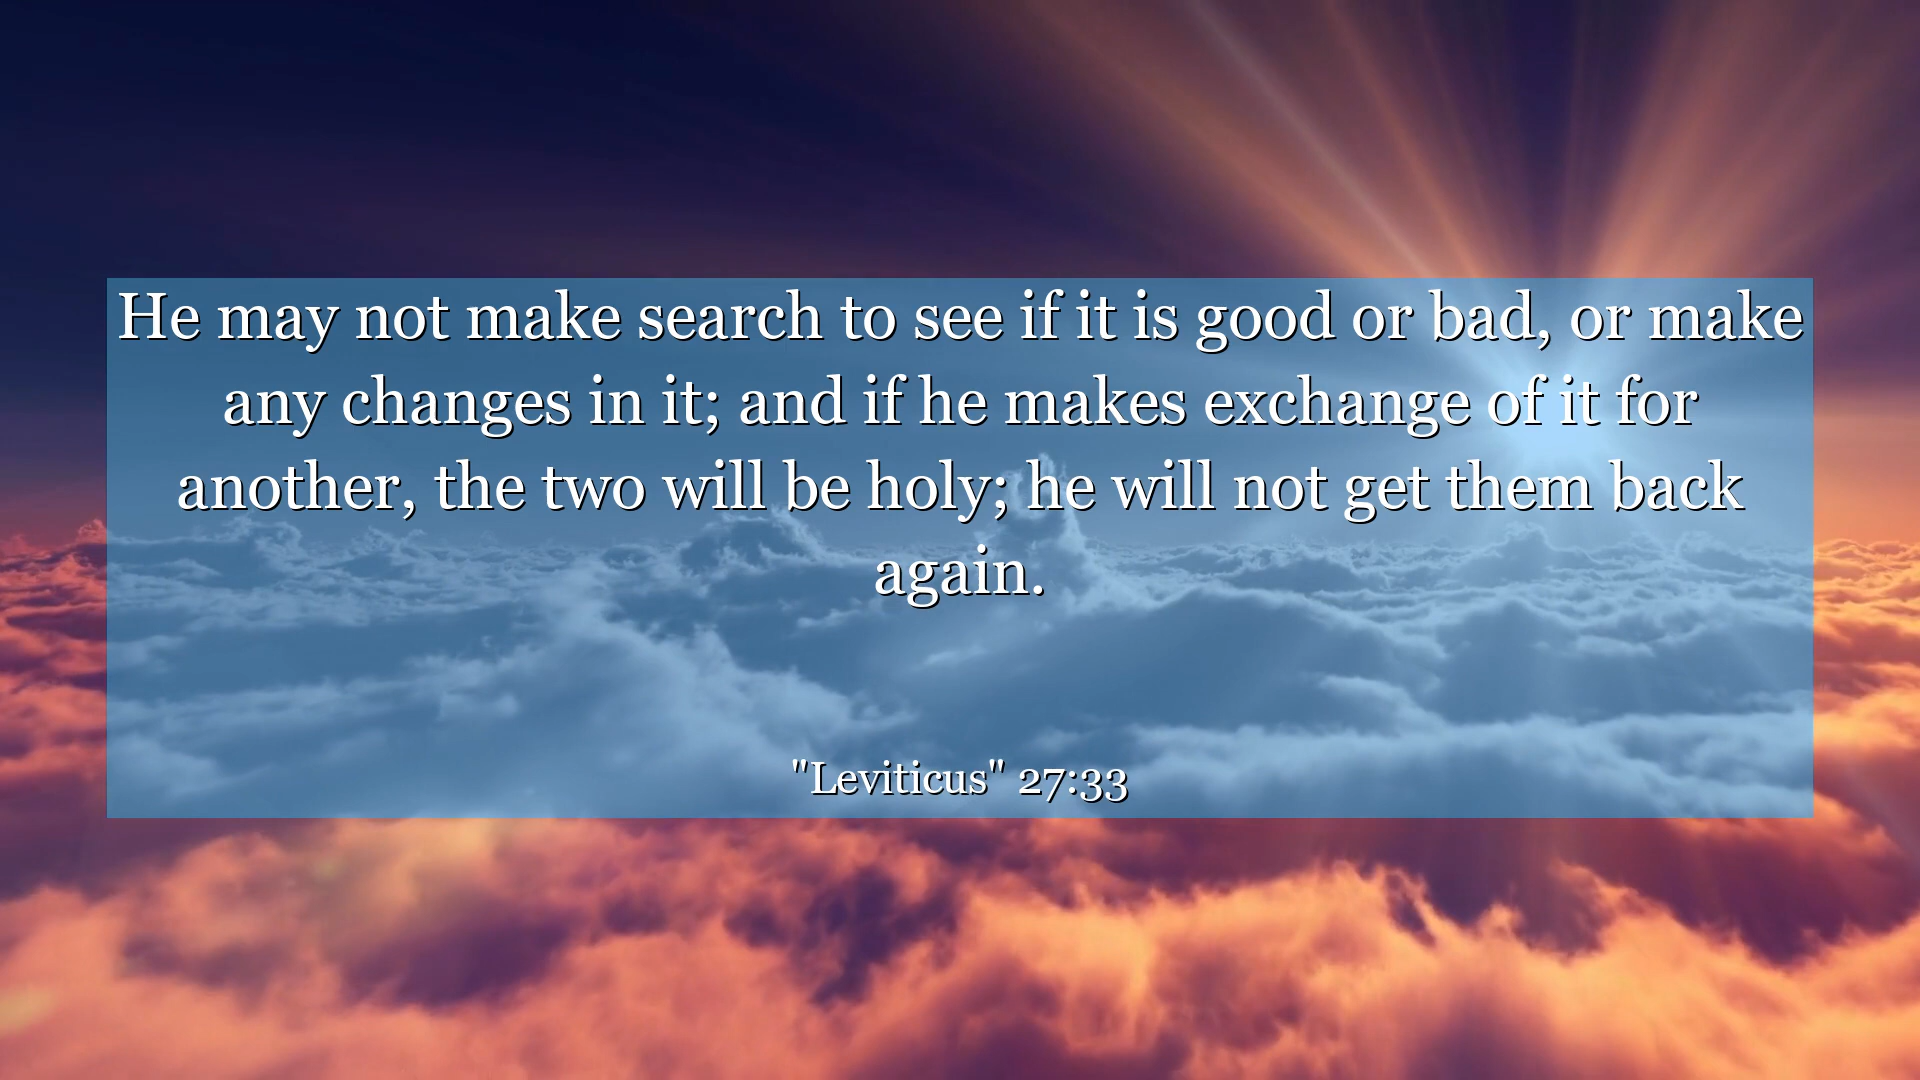 He may not make search to see if it is good or bad, or make
any changes in it; and if he makes exchange of it for
another, the two will be holy; he will not get them back
again.
"Leviticus" 27:33